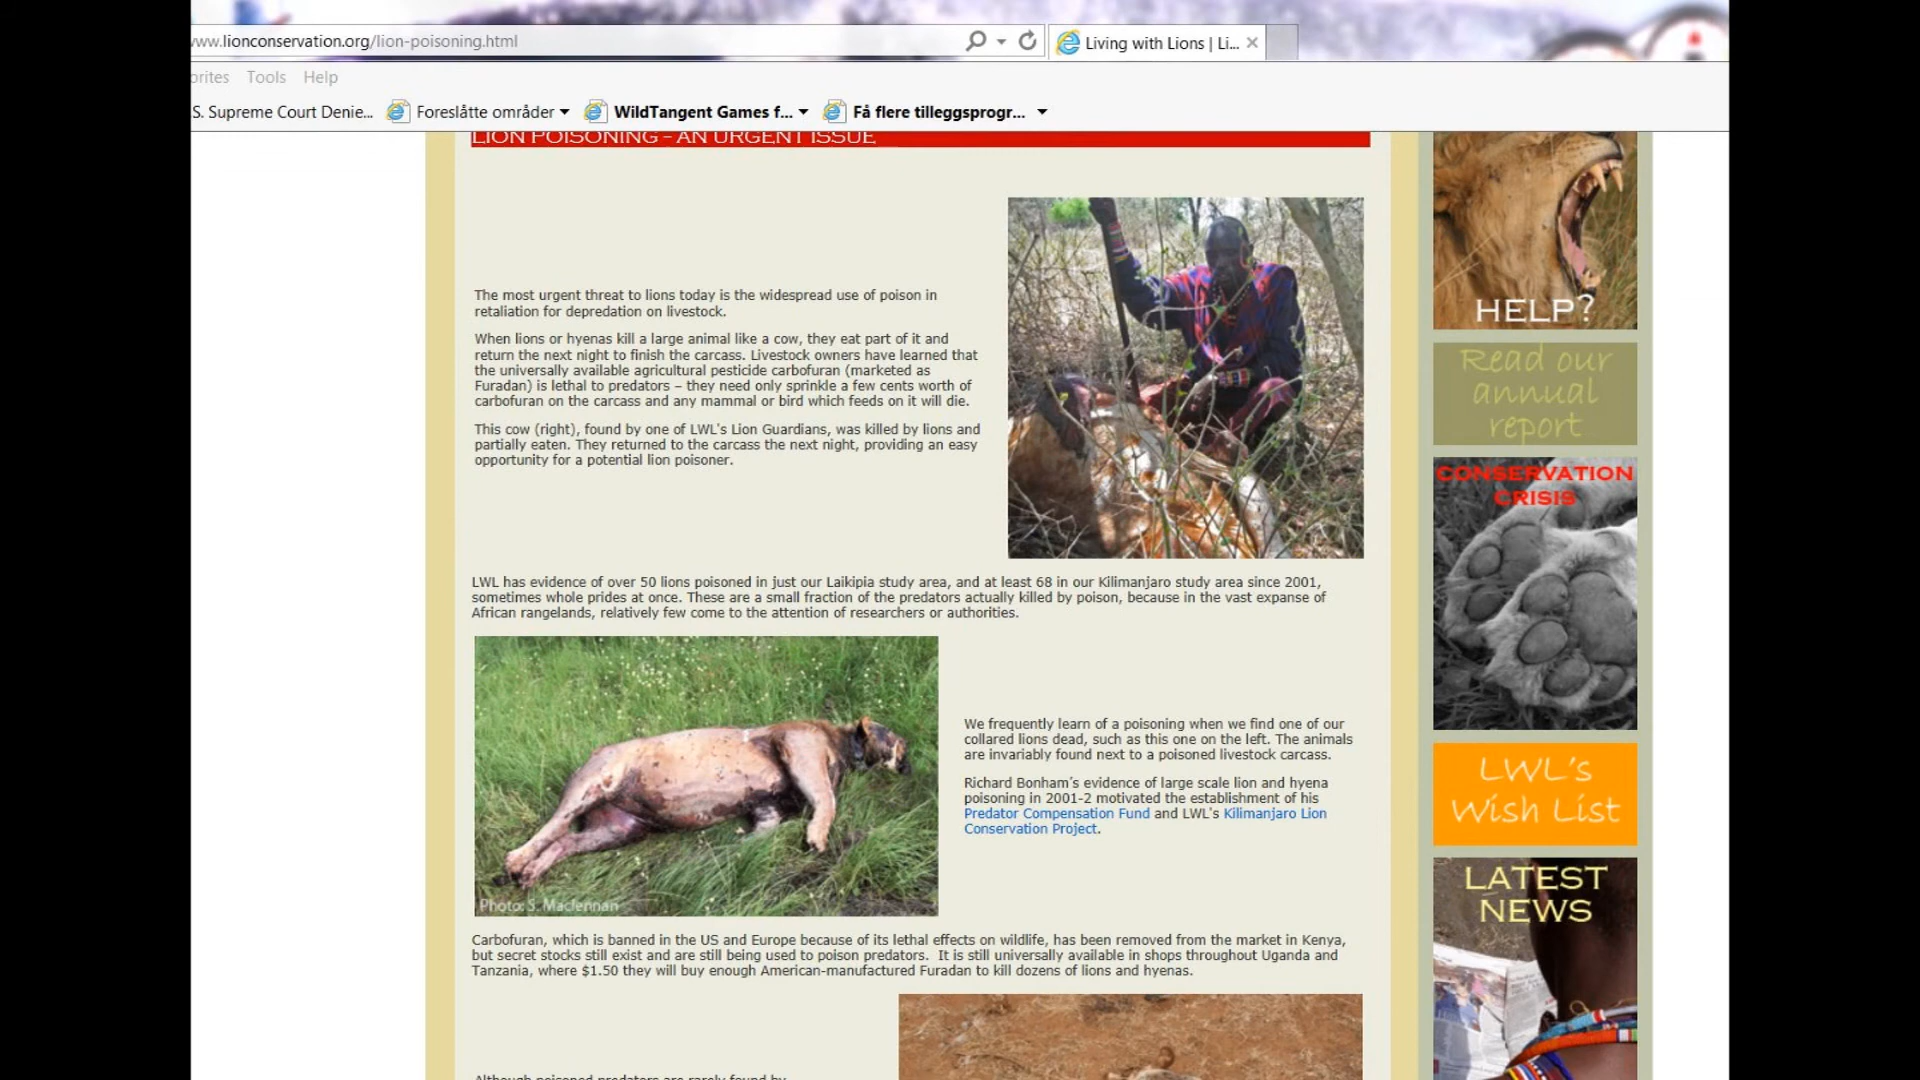 www.lionconservation.org/lion-poisoning.html
Living with Lions | Li...
orites Tools Help
S. Supreme Court Denie...
Foreslåtte områder
WildTangent Games f...
Få flere tilleggsprogr...
LION POISONING – AN URGENT ISSUE
The most urgent threat to lions today is the widespread use of poison in
retaliation for depredation on livestock.
When lions or hyenas kill a large animal like a cow, they eat part of it and
return the next night to finish the carcass. Livestock owners have learned that
the universally available agricultural pesticide carbofuran (marketed as
Furadan) is lethal to predators – they need only sprinkle a few cents worth of
carbofuran on the carcass and any mammal or bird which feeds on it will die.
This cow (right), found by one of LWL's Lion Guardians, was killed by lions and
partially eaten. They returned to the carcass the next night, providing an easy
opportunity for a potential lion poisoner.
LWL has evidence of over 50 lions poisoned in just our Laikipia study area, and at least 68 in our Kilimanjaro study area since 2001,
sometimes whole prides at once. These are a small fraction of the predators actually killed by poison, because in the vast expanse of
African rangelands, relatively few come to the attention of researchers or authorities.
We frequently learn of a poisoning when we find one of our
collared lions dead, such as this one on the left. The animals
are invariably found next to a poisoned livestock carcass.
Richard Bonham's evidence of large scale lion and hyena
poisoning in 2001-2 motivated the establishment of his
Predator Compensation Fund and LWL's Kilimanjaro Lion
Conservation Project.
Photo: S. Maclennan
Carbofuran, which is banned in the US and Europe because of its lethal effects on wildlife, has been removed from the market in Kenya,
but secret stocks still exist and are still being used to poison predators. It is still universally available in shops throughout Uganda and
Tanzania, where $1.50 they will buy enough American-manufactured Furadan to kill dozens of lions and hyenas.
Although poisoned predators are rarely found by
HELP?
Read our
annual
report
CONSERVATION
CRISIS
LWL's
Wish List
LATEST
NEWS